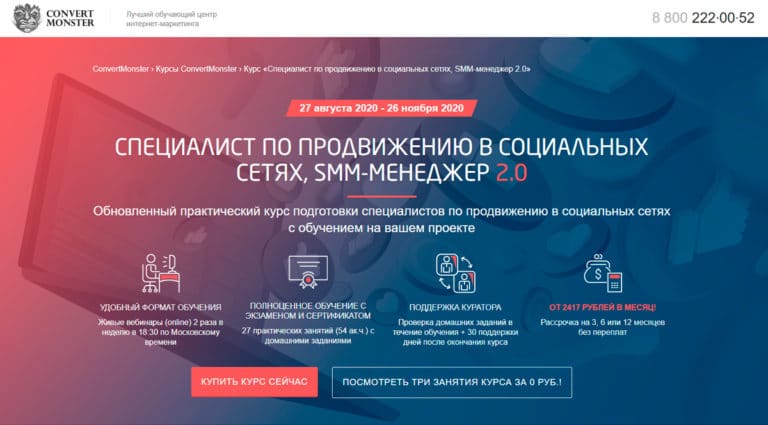 CONVERT
MONSTER
Лучший обучающий центр
интернет-маркетинга
8 800 222·00·52
ConvertMonster › Курсы ConvertMonster › Курс «Специалист по продвижению в социальных сетях, SMM-менеджер 2.0»
27 августа 2020 - 26 ноября 2020
СПЕЦИАЛИСТ ПО ПРОДВИЖЕНИЮ В СОЦИАЛЬНЫХ
СЕТЯХ, SMM-МЕНЕДЖЕР 2.0
Обновленный практический курс подготовки специалистов по продвижению в социальных сетях
с обучением на вашем проекте
УДОБНЫЙ ФОРМАТ ОБУЧЕНИЯ
Живые вебинары (online) 2 раза в
неделю в 18:30 по Московскому
времени
ПОЛНОЦЕННОЕ ОБУЧЕНИЕ С
ЭКЗАМЕНОМ И СЕРТИФИКАТОМ
27 практических занятий (54 ак.ч.) с
домашними заданиями
ПОДДЕРЖКА КУРАТОРА
Проверка домашних заданий в
течение обучения + 30 поддержки
дней после окончания курса
ОТ 2417 РУБЛЕЙ В МЕСЯЦ!
Рассрочка на 3, 6 или 12 месяцев
без переплат
КУПИТЬ КУРС СЕЙЧАС
ПОСМОТРЕТЬ ТРИ ЗАНЯТИЯ КУРСА ЗА 0 РУБ.!